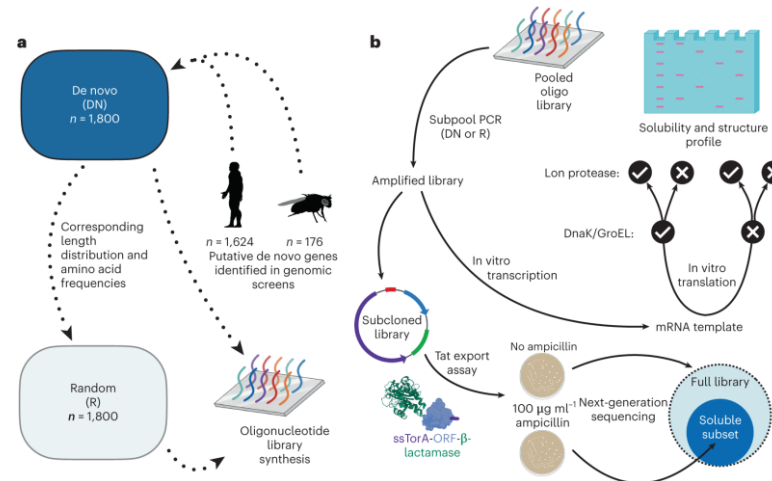 a
De novo
(DN)
n = 1,800
n = 1,624
n = 176
Putative de novo genes
identified in genomic
screens
Corresponding
length
distribution and
amino acid
frequencies
Random
(R)
n = 1,800
Oligonucleotide
library
synthesis
b
Pooled
oligo
library
Subpool PCR
(DN or R)
Amplified library
Solubility and structure
profile
Lon protease:
DnaK/GroEL:
In vitro
translation
In vitro
transcription
mRNA template
Subcloned
library
Tat export
assay
ssTorA-ORF-β-
lactamase
No ampicillin
100 µg ml⁻¹
ampicillin
Next-generation
sequencing
Full library
Soluble
subset